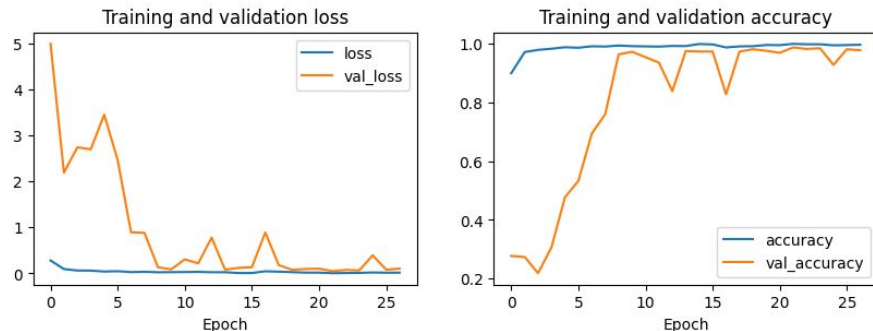 Training and validation loss
5
4
3
2
1
0
loss
val_loss
0 5 10 15 20 25
Epoch
Training and validation accuracy
1.0
0.8
0.6
0.4
0.2
accuracy
val_accuracy
0 5 10 15 20 25
Epoch